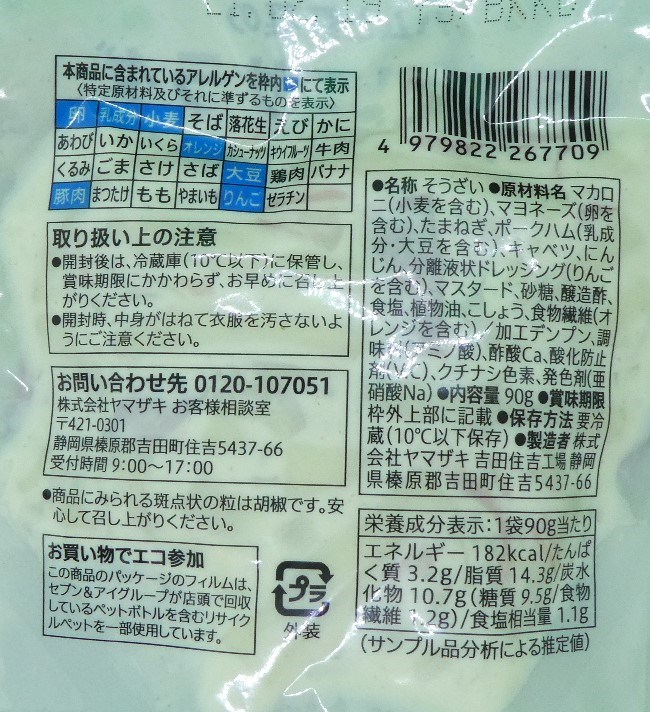 本商品に含まれているアレルゲンを枠内■にて表示
〈特定原材料及びそれに準ずるものを表示〉
卵 乳成分 小麦 そば 落花生 えび かに
あわび いか いくら オレンジ カシューナッツ キウイフルーツ 牛肉
くるみ ごま さけ さば 大豆 鶏肉 バナナ
豚肉 まつたけ もも やまいも りんご ゼラチン
取り扱い上の注意
●開封後は、冷蔵庫(10℃以下)に保管し、
賞味期限にかかわらず、お早めに召し上
がりください。
●開封時、中身がはねて衣服を汚さないよ
うにご注意ください。
お問い合わせ先 0120-107051
株式会社ヤマザキ お客様相談室
〒421-0301
静岡県榛原郡吉田町住吉5437-66
受付時間 9:00〜17:00
●商品にみられる斑点状の粒は胡椒です。安
心して召し上がりください。
お買い物でエコ参加
この商品のパッケージのフィルムは、
セブン&アイグループが店頭で回収
しているペットボトルを含むリサイク
ルペットを一部使用しています。
プラ
外装
4 979822 267709
●名称 そうざい ●原材料名 マカロ
ニ(小麦を含む)、マヨネーズ(卵を
含む)、たまねぎ、ポークハム(乳成
分・大豆を含む)、キャベツ、にん
じん、分離液状ドレッシング(りんご
を含む)、マスタード、砂糖、醸造酢、
食塩、植物油、こしょう、食物繊維(オ
レンジを含む)/加工デンプン、調
味料(アミノ酸)、酢酸Ca、酸化防止
剤(V.C)、クチナシ色素、発色剤(亜
硝酸Na) ●内容量 90g ●賞味期限
枠外上部に記載 ●保存方法 要冷
蔵(10℃以下保存) ●製造者 株式
会社ヤマザキ 吉田住吉工場 静岡
県榛原郡吉田町住吉5437-66
栄養成分表示:1袋90g当たり
エネルギー 182kcal/たんぱ
く質 3.2g/脂質 14.3g/炭水
化物 10.7g(糖質 9.5g/食物
繊維 1.2g)/食塩相当量 1.1g
(サンプル品分析による推定値)